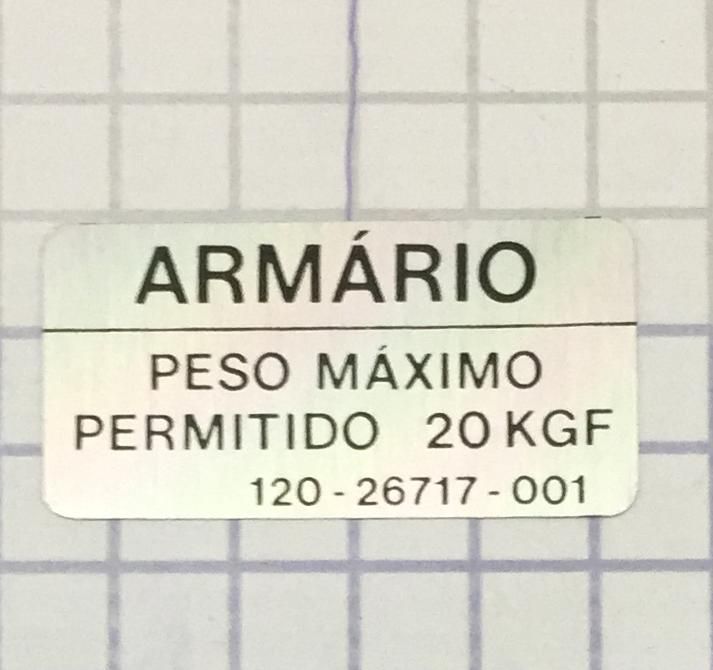 ARMÁRIO
PESO MÁXIMO
PERMITIDO 20 KGF
120-26717-001